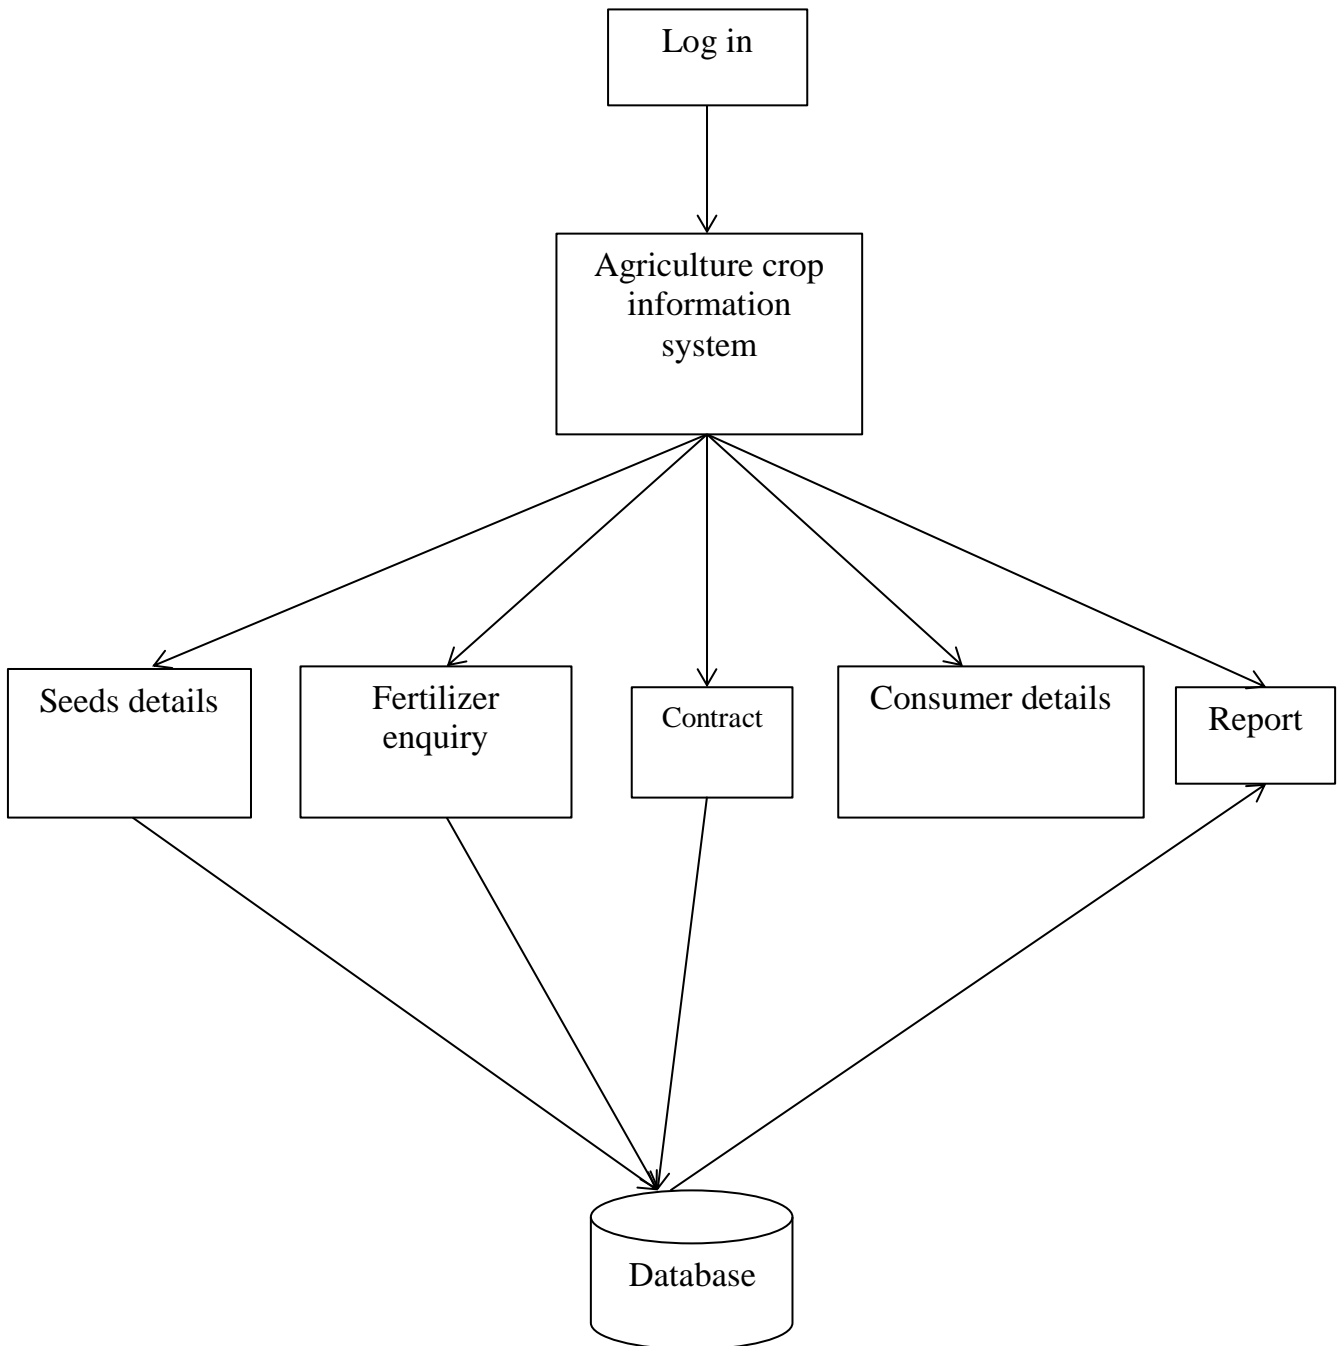 Log in
Agriculture crop
information
system
Seeds details
Fertilizer
enquiry
Contract
Consumer details
Report
Database